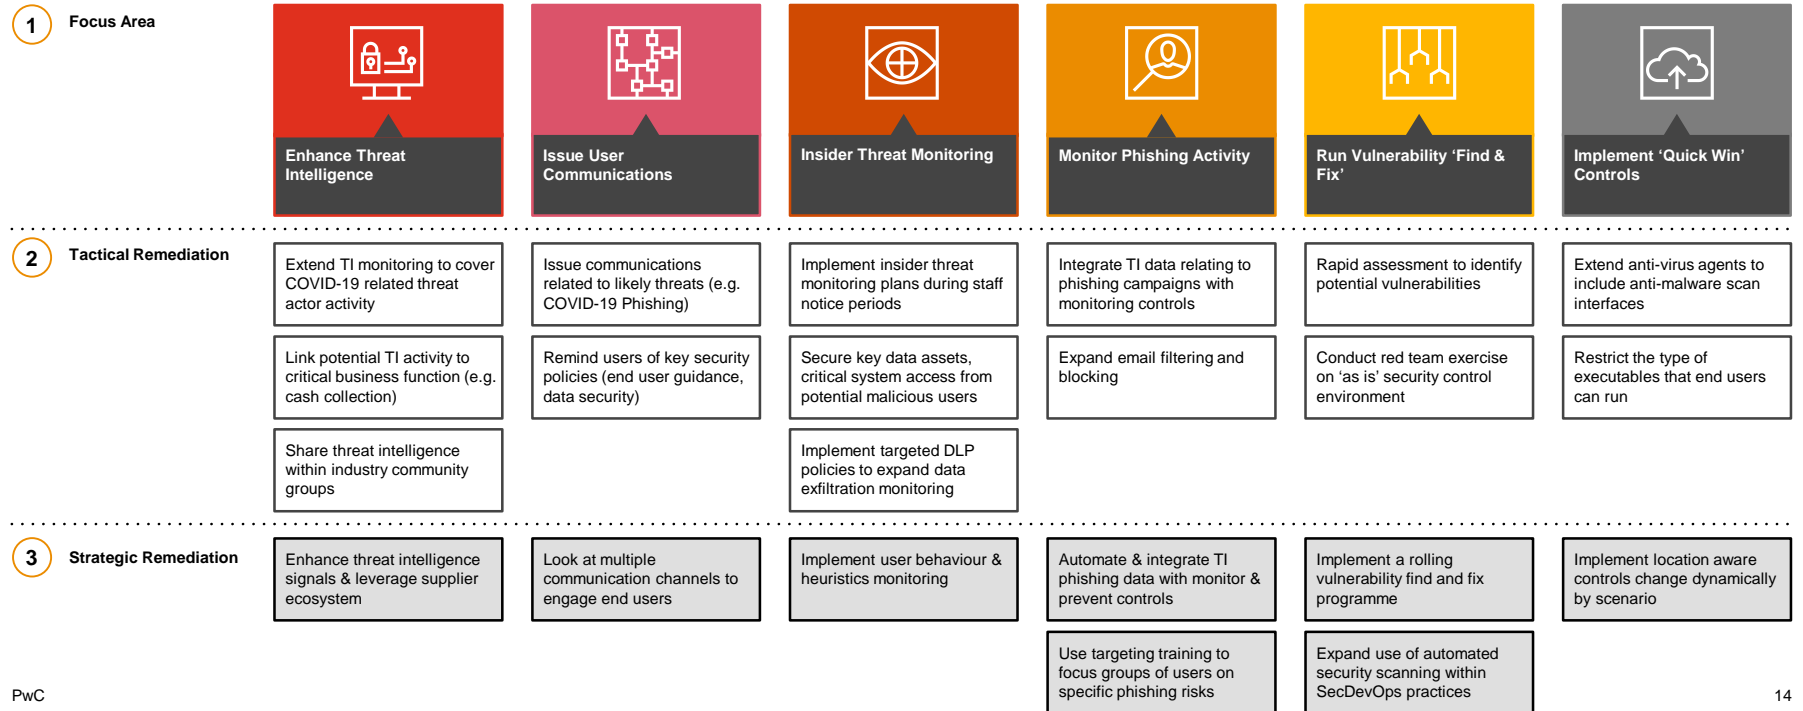 1
Focus Area
Enhance Threat
Intelligence
Issue User
Communications
Insider Threat Monitoring
Monitor Phishing Activity
Run Vulnerability ‘Find &
Fix’
Implement ‘Quick Win’
Controls
2
Tactical Remediation
Extend TI monitoring to cover
COVID-19 related threat
actor activity
Link potential TI activity to
critical business function (e.g.
cash collection)
Share threat intelligence
within industry community
groups
Issue communications
related to likely threats (e.g.
COVID-19 Phishing)
Remind users of key security
policies (end user guidance,
data security)
Implement insider threat
monitoring plans during staff
notice periods
Secure key data assets,
critical system access from
potential malicious users
Implement targeted DLP
policies to expand data
exfiltration monitoring
Integrate TI data relating to
phishing campaigns with
monitoring controls
Expand email filtering and
blocking
Rapid assessment to identify
potential vulnerabilities
Conduct red team exercise
on ‘as is’ security control
environment
Extend anti-virus agents to
include anti-malware scan
interfaces
Restrict the type of
executables that end users
can run
3
Strategic Remediation
Enhance threat intelligence
signals & leverage supplier
ecosystem
Look at multiple
communication channels to
engage end users
Implement user behaviour &
heuristics monitoring
Automate & integrate TI
phishing data with monitor &
prevent controls
Use targeting training to
focus groups of users on
specific phishing risks
Implement a rolling
vulnerability find and fix
programme
Expand use of automated
security scanning within
SecDevOps practices
Implement location aware
controls change dynamically
by scenario
PwC
14